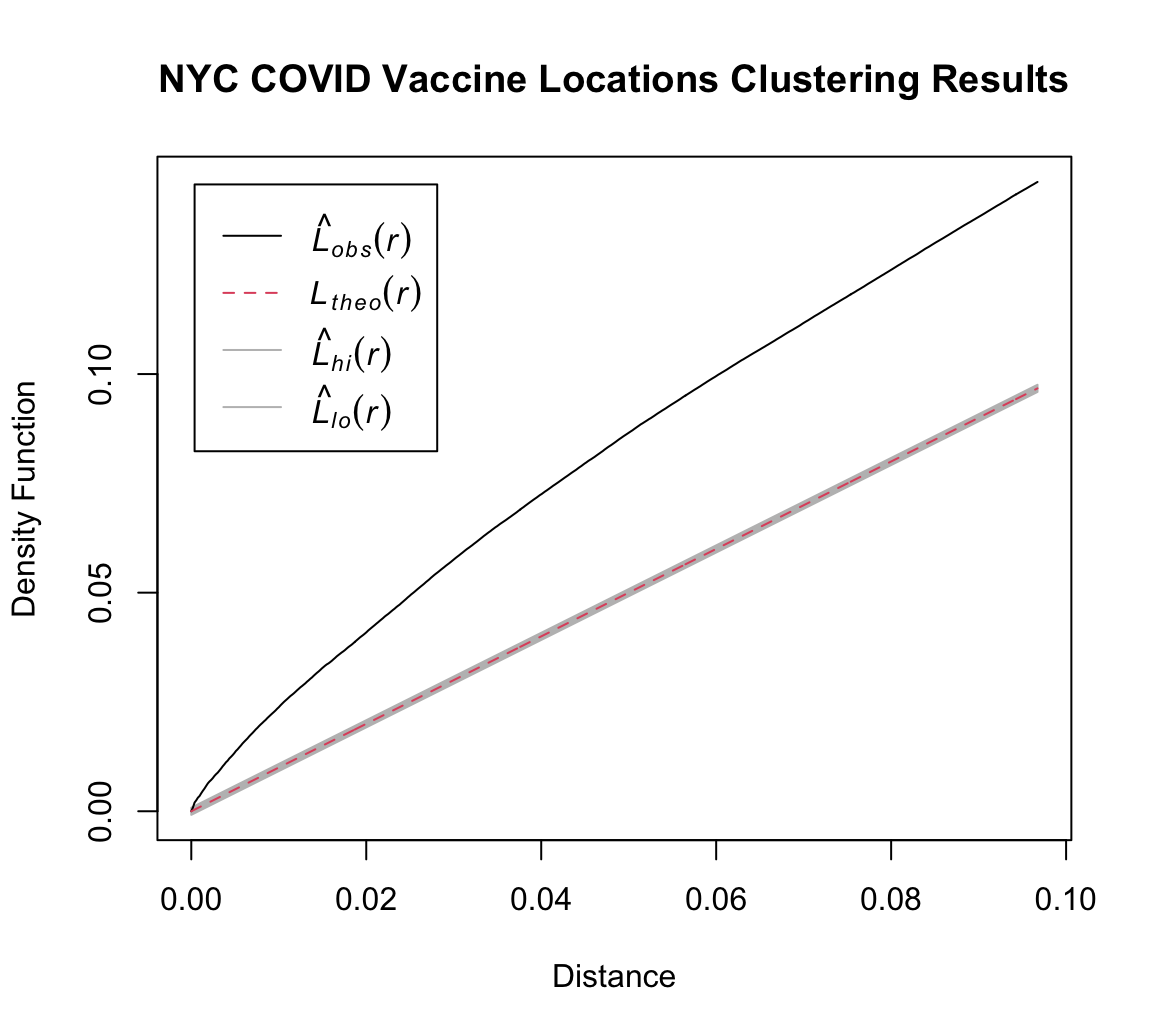 NYC COVID Vaccine Locations Clustering Results
L̂obs(r)
Ltheo(r)
L̂hi(r)
L̂lo(r)
Density Function
0.10
0.05
0.00
0.00 0.02 0.04 0.06 0.08 0.10
Distance